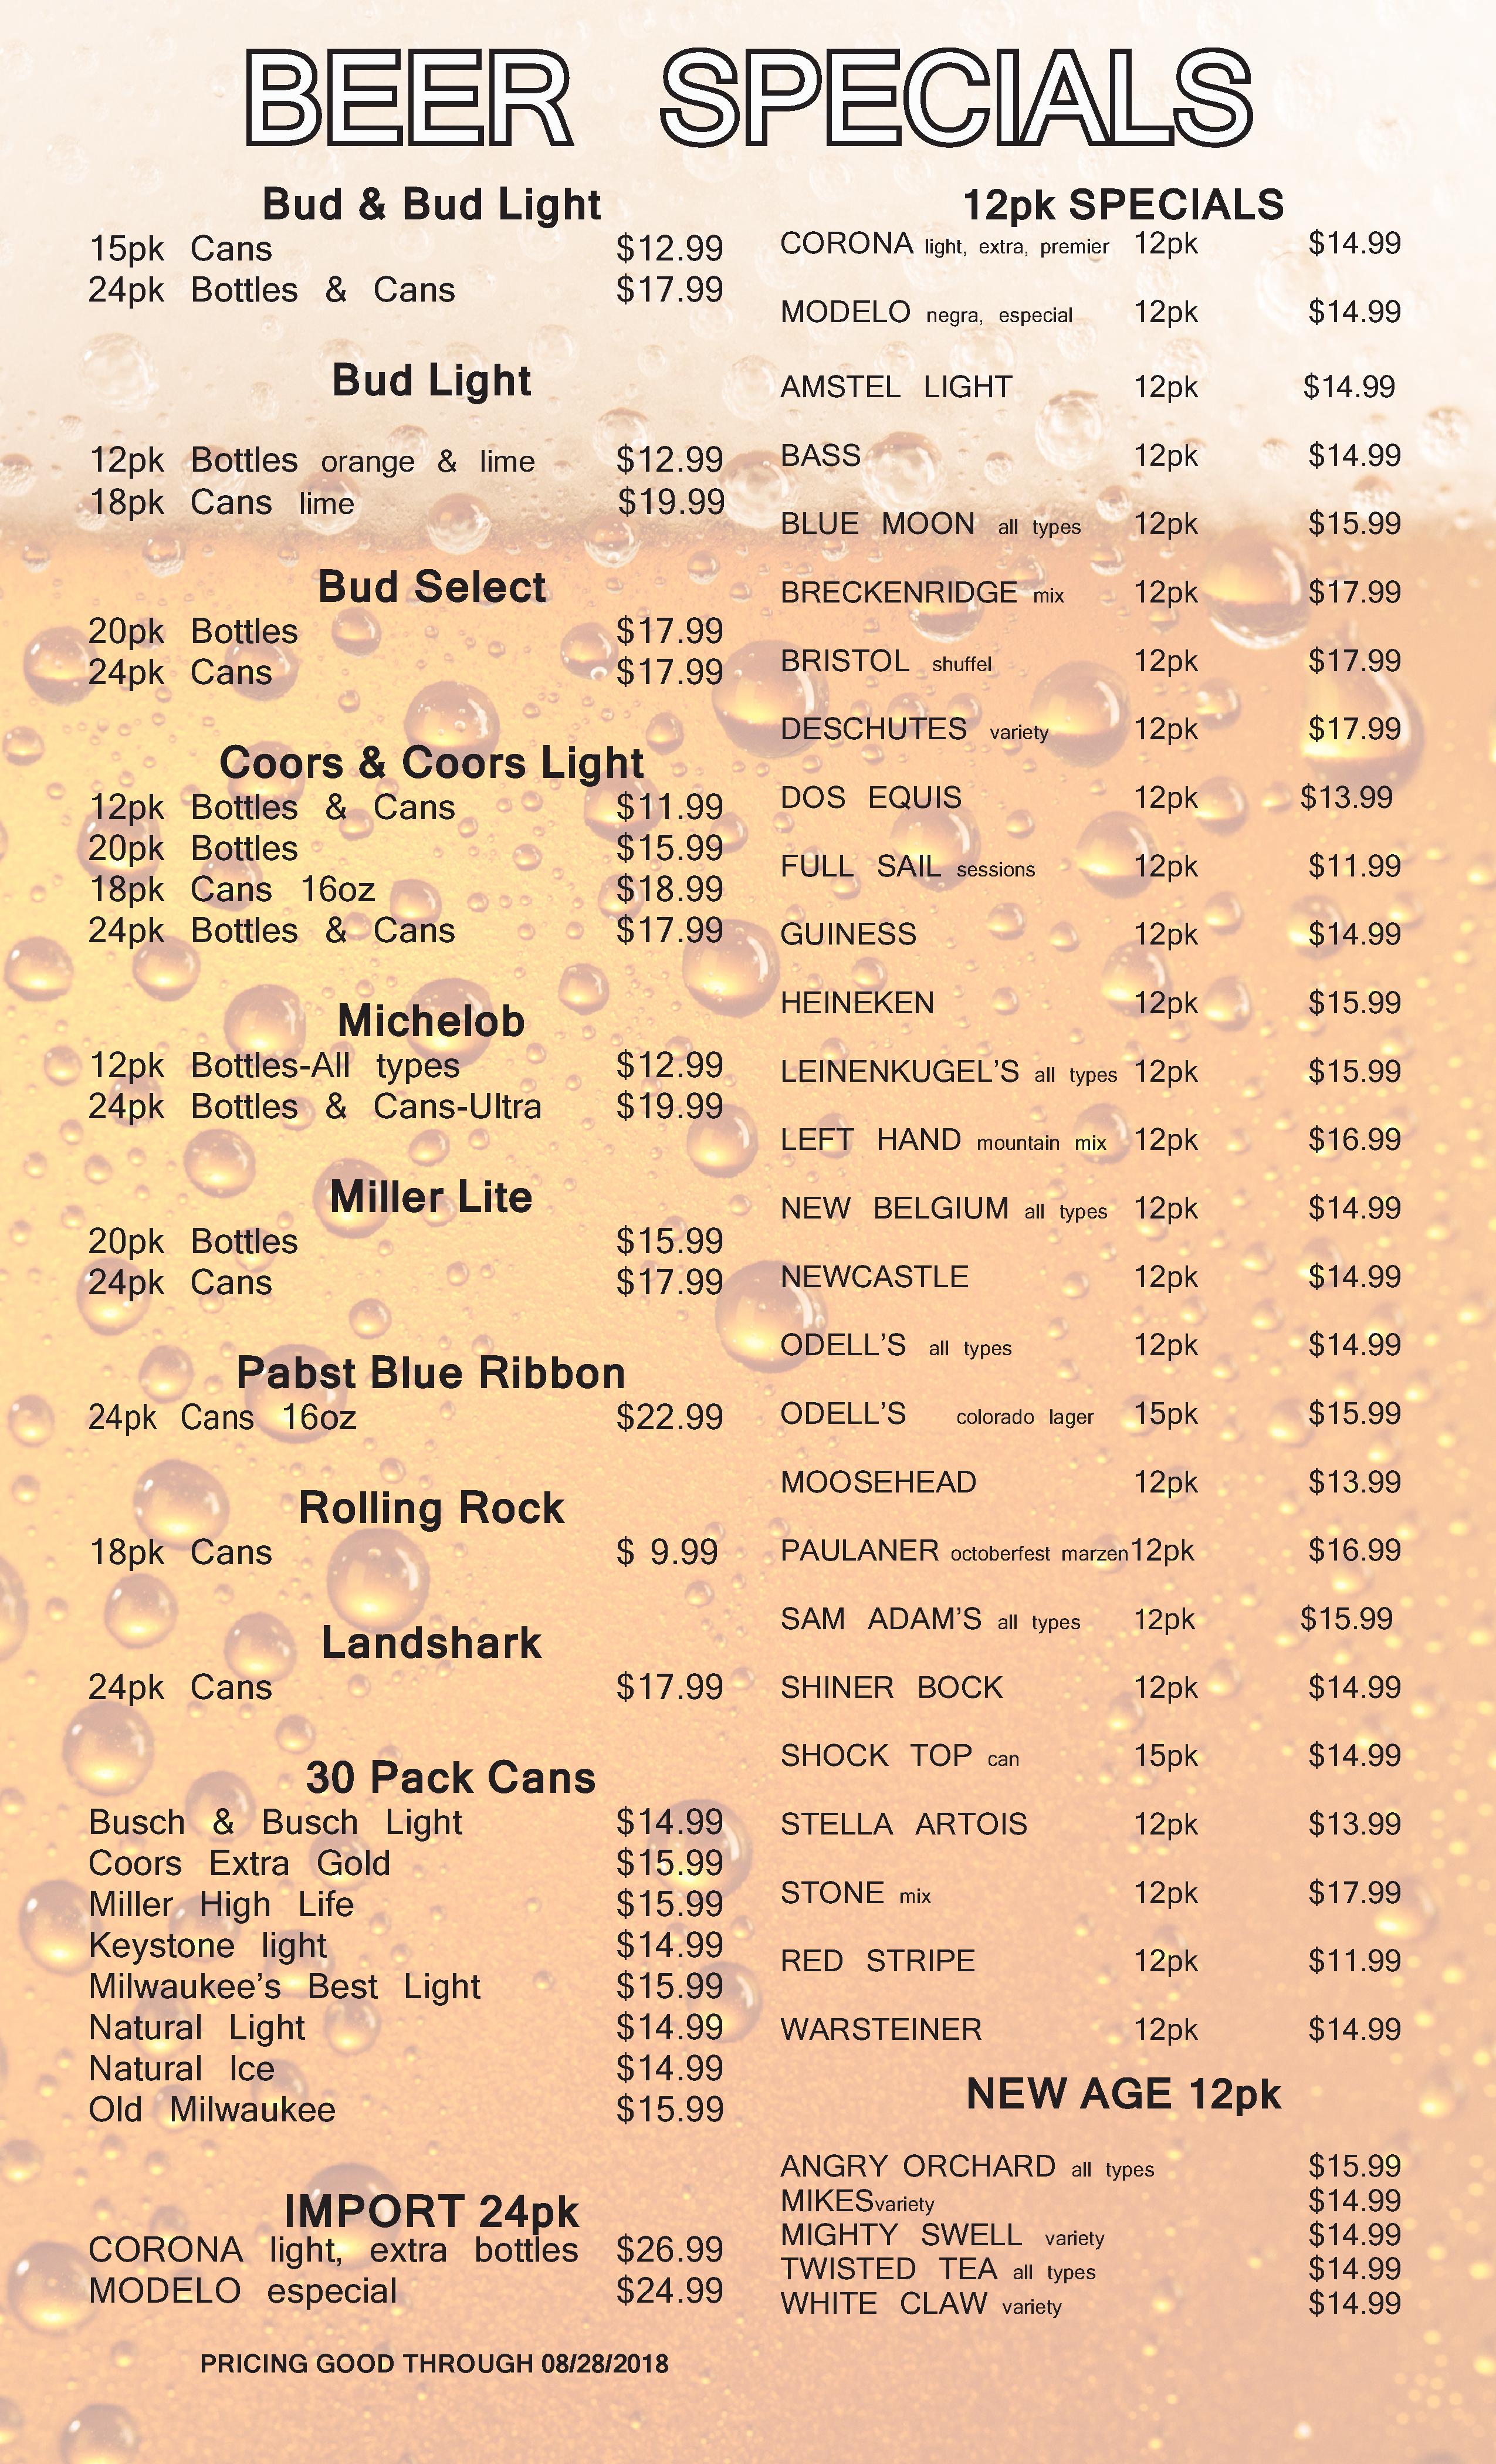 BEER SPECIALS
Bud & Bud Light
15pk Cans $12.99
24pk Bottles & Cans $17.99
Bud Light
12pk Bottles orange & lime $12.99
18pk Cans lime $19.99
Bud Select
20pk Bottles $17.99
24pk Cans $17.99
Coors & Coors Light
12pk Bottles & Cans $11.99
20pk Bottles $15.99
18pk Cans 16oz $18.99
24pk Bottles & Cans $17.99
Michelob
12pk Bottles-All types $12.99
24pk Bottles & Cans-Ultra $19.99
Miller Lite
20pk Bottles $15.99
24pk Cans $17.99
Pabst Blue Ribbon
24pk Cans 16oz $22.99
Rolling Rock
18pk Cans $ 9.99
Landshark
24pk Cans $17.99
30 Pack Cans
Busch & Busch Light $14.99
Coors Extra Gold $15.99
Miller High Life $15.99
Keystone light $14.99
Milwaukee's Best Light $15.99
Natural Light $14.99
Natural Ice $14.99
Old Milwaukee $15.99
IMPORT 24pk
CORONA light, extra bottles $26.99
MODELO especial $24.99
PRICING GOOD THROUGH 08/28/2018
12pk SPECIALS
CORONA light, extra, premier 12pk $14.99
MODELO negra, especial 12pk $14.99
AMSTEL LIGHT 12pk $14.99
BASS 12pk $14.99
BLUE MOON all types 12pk $15.99
BRECKENRIDGE mix 12pk $17.99
BRISTOL shuffel 12pk $17.99
DESCHUTES variety 12pk $17.99
DOS EQUIS 12pk $13.99
FULL SAIL sessions 12pk $11.99
GUINESS 12pk $14.99
HEINEKEN 12pk $15.99
LEINENKUGEL'S all types 12pk $15.99
LEFT HAND mountain mix 12pk $16.99
NEW BELGIUM all types 12pk $14.99
NEWCASTLE 12pk $14.99
ODELL'S all types 12pk $14.99
ODELL'S colorado lager 15pk $15.99
MOOSEHEAD 12pk $13.99
PAULANER octoberfest marzen12pk $16.99
SAM ADAM'S all types 12pk $15.99
SHINER BOCK 12pk $14.99
SHOCK TOP can 15pk $14.99
STELLA ARTOIS 12pk $13.99
STONE mix 12pk $17.99
RED STRIPE 12pk $11.99
WARSTEINER 12pk $14.99
NEW AGE 12pk
ANGRY ORCHARD all types $15.99
MIKESvariety $14.99
MIGHTY SWELL variety $14.99
TWISTED TEA all types $14.99
WHITE CLAW variety $14.99